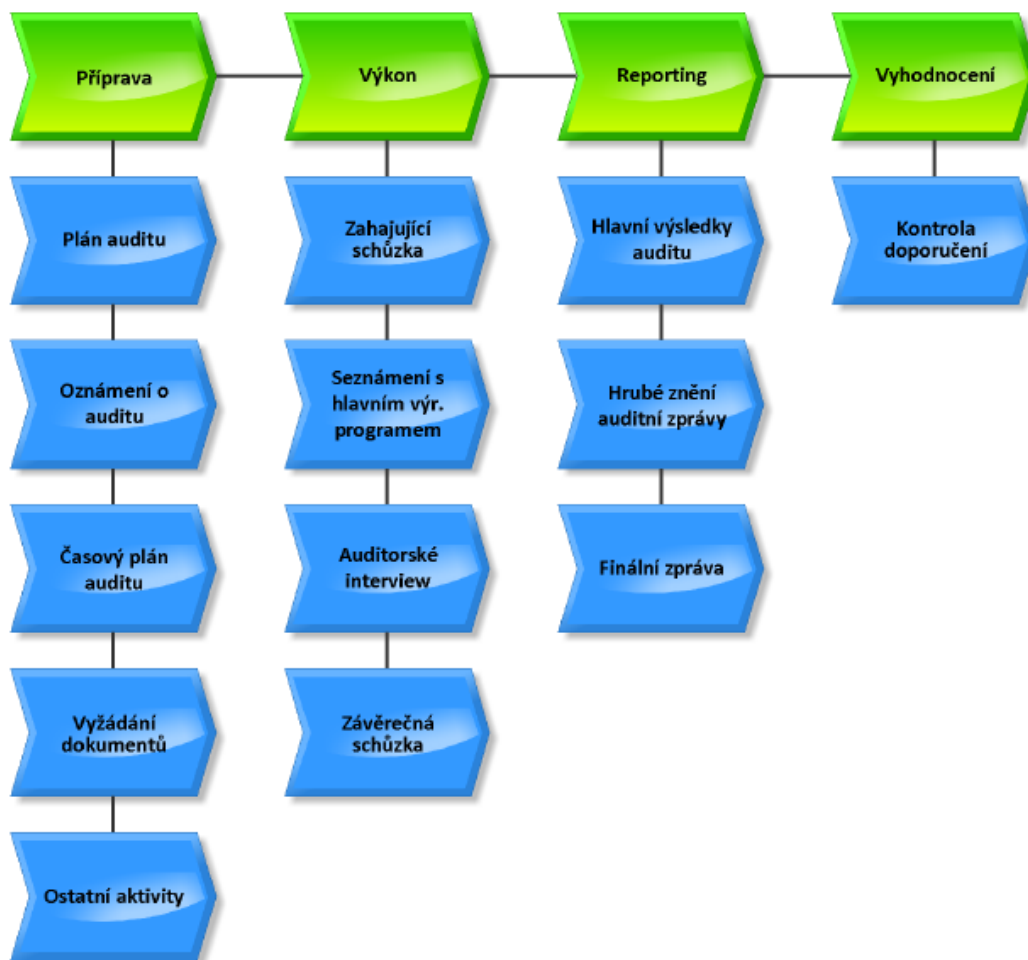 Příprava
Výkon
Reporting
Vyhodnocení
Plán auditu
Oznámení o
auditu
Časový plán
auditu
Vyžádání
dokumentů
Ostatní aktivity
Zahajující
schůzka
Seznámení s
hlavním výr.
programem
Auditorské
interview
Závěrečná
schůzka
Hlavní výsledky
auditu
Hrubé znění
auditní zprávy
Finální zpráva
Kontrola
doporučení